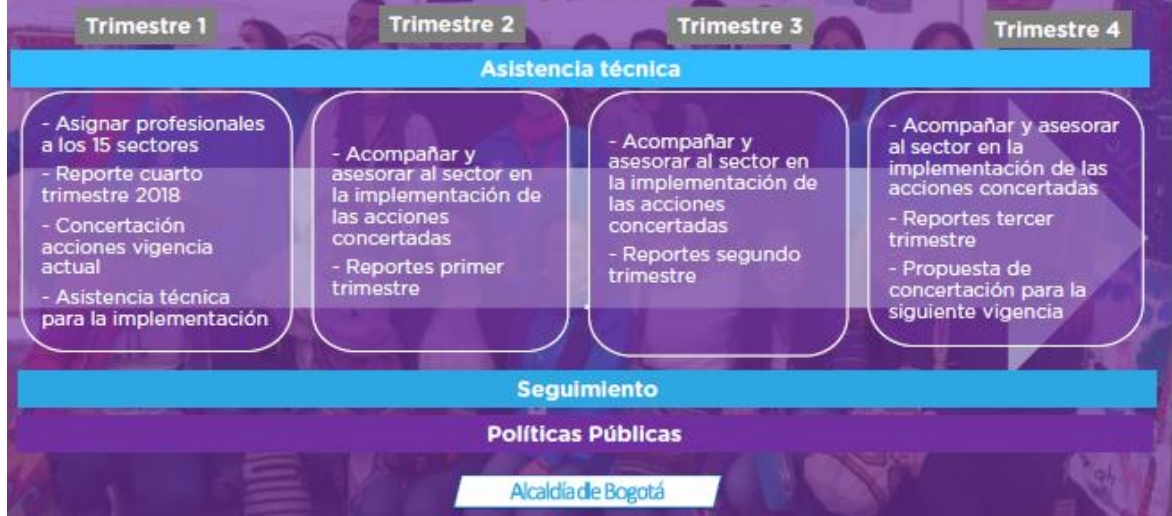 Trimestre 1
Trimestre 2
Trimestre 3
Trimestre 4
Asistencia técnica
- Asignar profesionales
a los 15 sectores
- Reporte cuarto
trimestre 2018
- Concertación
acciones vigencia
actual
- Asistencia técnica
para la implementación
- Acompañar y
asesorar al sector en
la implementación de
las acciones
concertadas
- Reportes primer
trimestre
- Acompañar y
asesorar al sector en
la implementación de
las acciones
concertadas
- Reportes segundo
trimestre
- Acompañar y asesorar
al sector en la
implementación de las
acciones concertadas
- Reportes tercer
trimestre
- Propuesta de
concertación para la
siguiente vigencia
Seguimiento
Políticas Públicas
Alcaldía de Bogotá